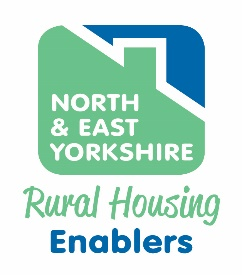 NORTH
& EAST
YORKSHIRE
Rural Housing
Enablers